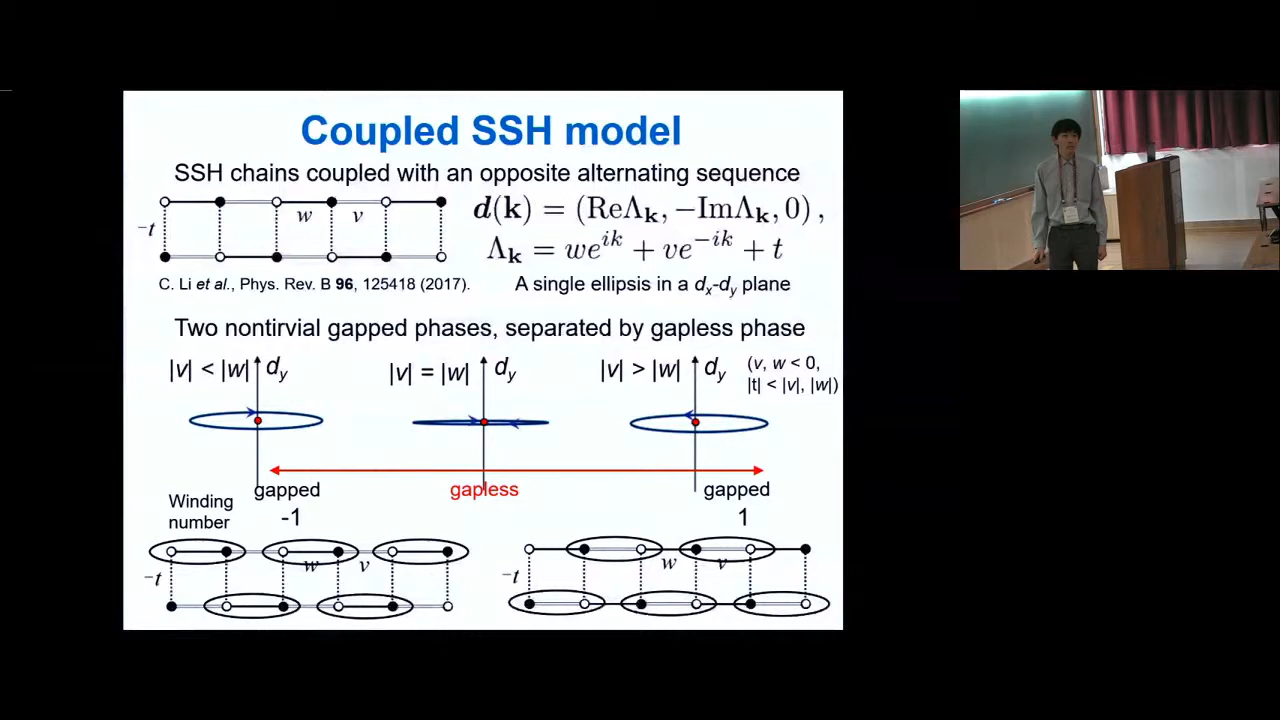 Coupled SSH model
SSH chains coupled with an opposite alternating sequence
w v
−t
d(k) = (ReΛk, −ImΛk, 0),
Λk = we^{ik} + ve^{−ik} + t
C. Li et al., Phys. Rev. B 96, 125418 (2017).
A single ellipsis in a dx-dy plane
Two nontirvial gapped phases, separated by gapless phase
|v| < |w| dy
|v| = |w| dy
|v| > |w| dy
(v, w < 0,
|t| < |v|, |w|)
gapped
gapless
gapped
Winding
number
-1
1
w v
−t
w v
−t